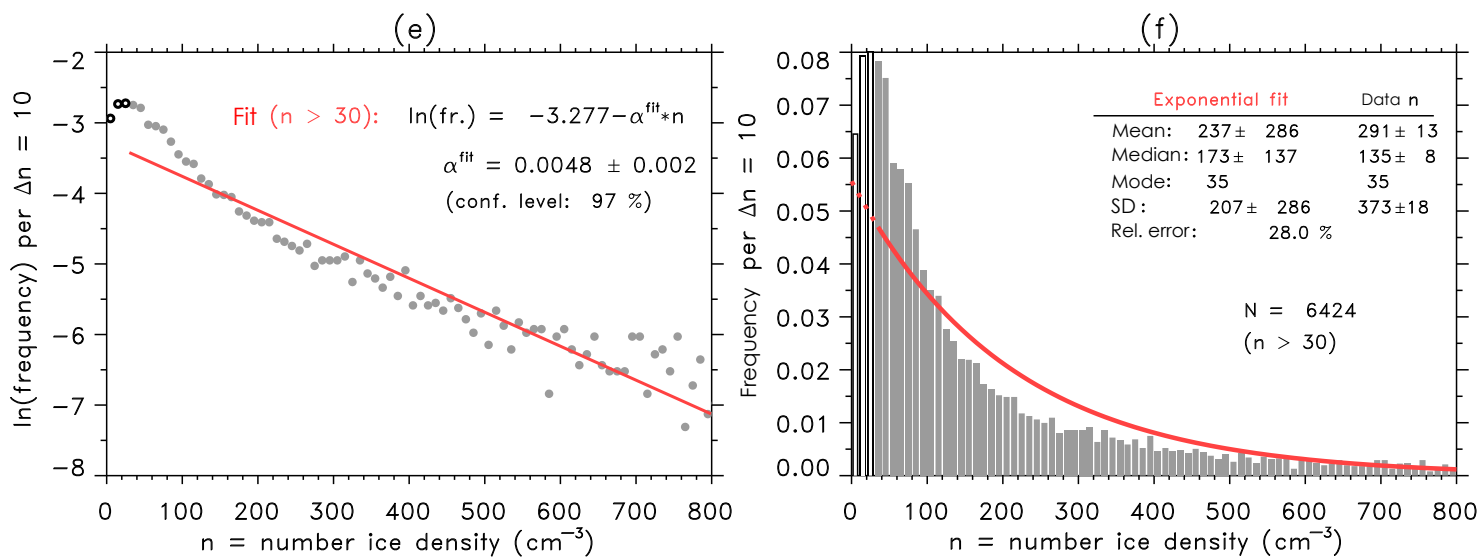 (e)
ln(frequency) per Δn = 10
−2
−3
−4
−5
−6
−7
−8
Fit (n > 30): ln(fr.) = −3.277−α^fit*n
α^fit = 0.0048 ± 0.002
(conf. level: 97 %)
0 100 200 300 400 500 600 700 800
n = number ice density (cm⁻³)
(f)
Frequency per Δn = 10
0.08
0.07
0.06
0.05
0.04
0.03
0.02
0.01
0.00
Exponential fit Data n
Mean: 237± 286 291± 13
Median: 173± 137 135± 8
Mode: 35 35
SD : 207± 286 373±18
Rel. error: 28.0 %
N = 6424
(n > 30)
0 100 200 300 400 500 600 700 800
n = number ice density (cm⁻³)